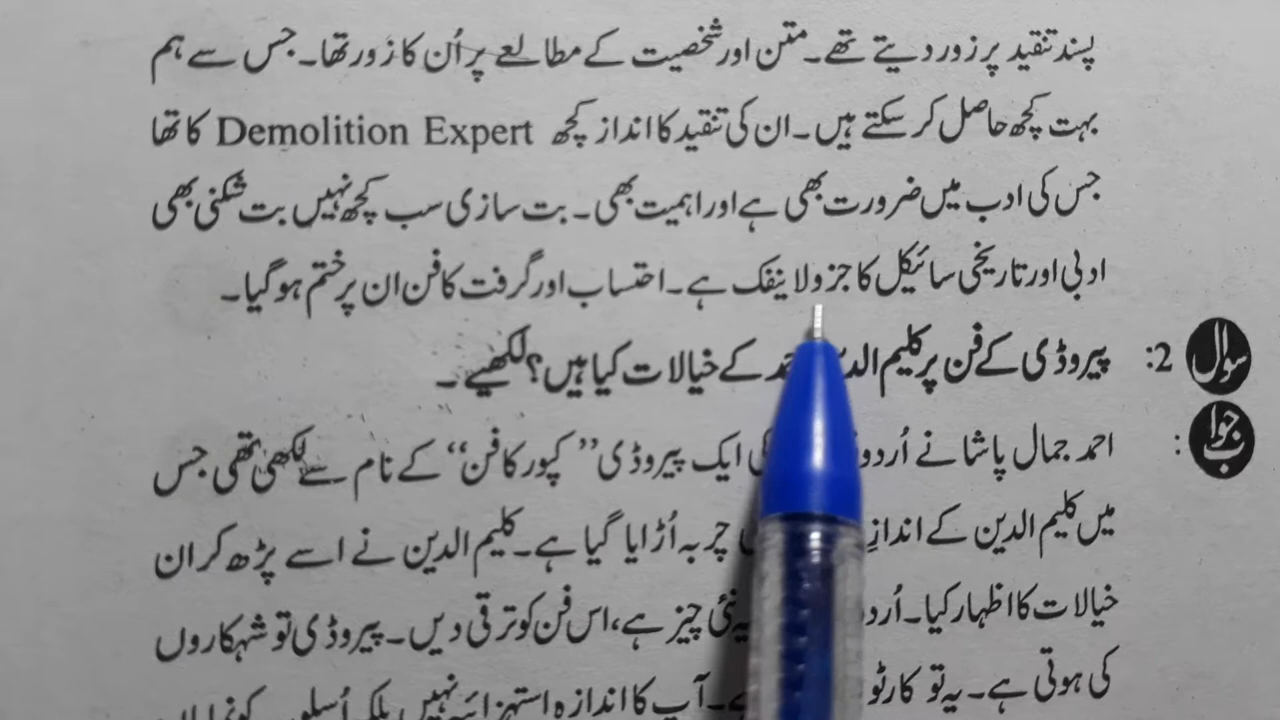 پسند تنقید پر زور دیتے تھے۔ متن اور شخصیت کے مطالعے پر اُن کا زور تھا۔ جس سے ہم
بہت کچھ حاصل کر سکتے ہیں۔ ان کی تنقید کا انداز کچھ Demolition Expert کا تھا
جس کی ادب میں ضرورت بھی ہے اور اہمیت بھی۔ بت سازی سب کچھ نہیں بت شکنی بھی
ادبی اور تاریخی سائیکل کا جزو لا ینفک ہے۔ احتساب اور گرفت کا فن ان پر ختم ہو گیا۔
سوال 2: پیروڈی کے فن پر کلیم الدین کے خیالات کیا ہیں؟ لکھیے۔
جواب : احمد جمال پاشا نے اُردو کی ایک پیروڈی ”کپور کا فن“ کے نام سے لکھی تھی جس
میں کلیم الدین کے اندازِ چربہ اُڑایا گیا ہے۔ کلیم الدین نے اسے پڑھ کر ان
خیالات کا اظہار کیا۔ نئی چیز ہے، اس فن کو ترقی دیں۔ پیروڈی تو شہکاروں
کی ہوتی ہے۔ یہ تو ہے۔ آپ کا اندازہ استہزائیہ نہیں بلکہ